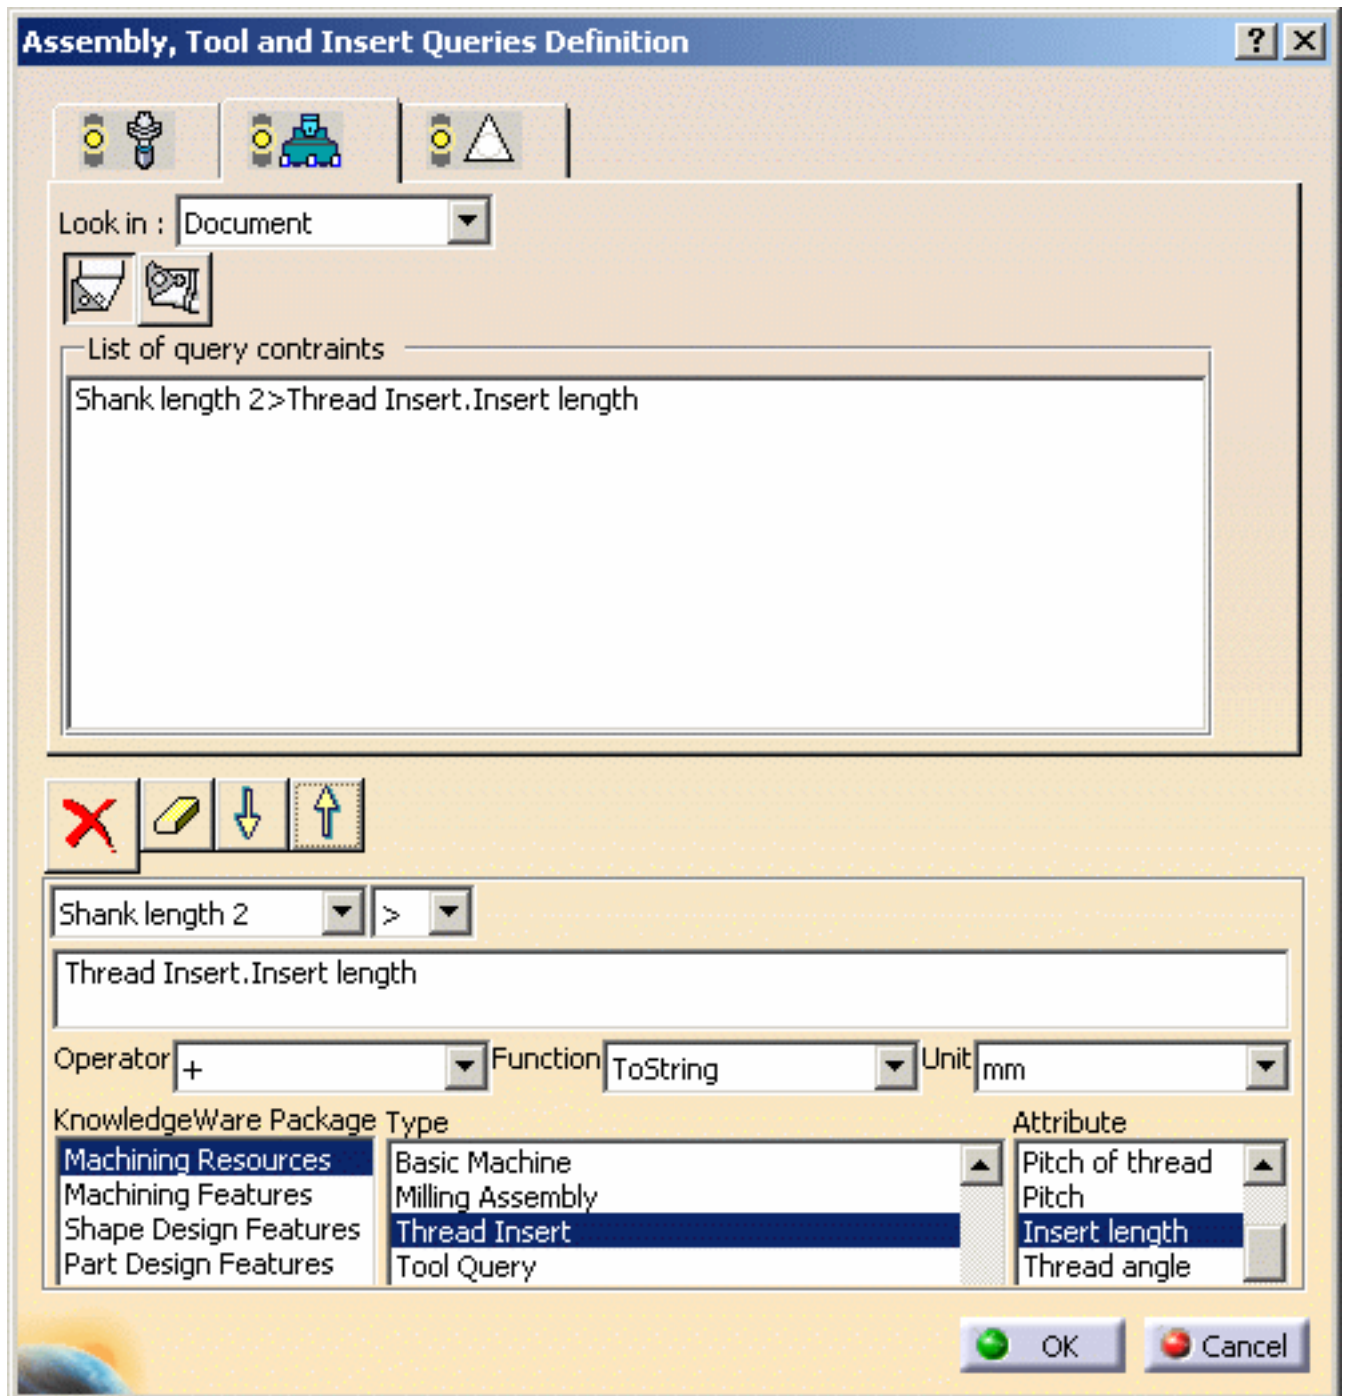 Assembly, Tool and Insert Queries Definition
Look in : Document
List of query contraints
Shank length 2>Thread Insert.Insert length
Shank length 2 >
Thread Insert.Insert length
Operator + Function ToString Unit mm
KnowledgeWare Package Type Attribute
Machining Resources Basic Machine Pitch of thread
Machining Features Milling Assembly Pitch
Shape Design Features Thread Insert Insert length
Part Design Features Tool Query Thread angle
OK Cancel